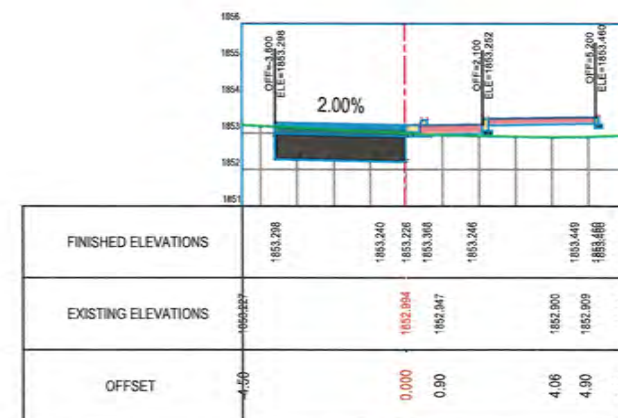 1856
1855
1854
1853
1852
1851
OFF=-3.600
ELE=1853.298
2.00%
OFF=2.100
ELE=1853.252
OFF=5.200
ELE=1853.460
FINISHED ELEVATIONS
1853.298
1853.240
1853.226
1853.368
1853.246
1853.449
EXISTING ELEVATIONS
1852.994
1852.947
1852.900
1852.909
OFFSET
-4.50
0.000
0.90
4.06
4.90